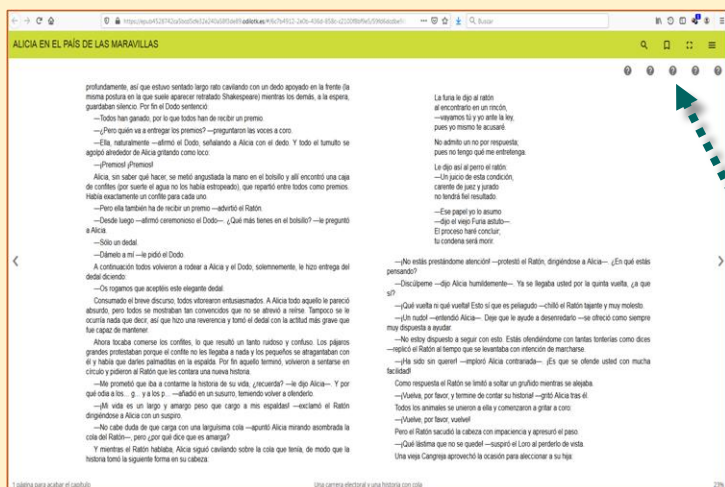 https://epub4528742ca5bed5e632e240a58f5de89.odilotk.es
Buscar
ALICIA EN EL PAÍS DE LAS MARAVILLAS
profundamente, así que estuvo sentado largo rato cavilando con un dedo apoyado en la frente (la
misma postura en la que suele aparecer retratado Shakespeare) mientras los demás, a la espera,
guardaban silencio. Por fin el Dodo sentenció:
—Todos han ganado, por lo que todos han de recibir un premio.
—¿Pero quién va a entregar los premios? —preguntaron las voces a coro.
—Ella, naturalmente —afirmó el Dodo, señalando a Alicia con el dedo. Y todo el tumulto se
agolpó alrededor de Alicia gritando como loco:
—¡Premios! ¡Premios!
Alicia, sin saber qué hacer, se metió angustiada la mano en el bolsillo y allí encontró una caja
de confites (por suerte el agua no los había estropeado), que repartió entre todos como premios.
Había exactamente un confite para cada uno.
—Pero ella también ha de recibir un premio —advirtió el Ratón.
—Desde luego —afirmó ceremonioso el Dodo—. ¿Qué más tienes en el bolsillo? —le preguntó
a Alicia.
—Sólo un dedal.
—Dámelo a mí —le pidió el Dodo.
A continuación todos volvieron a rodear a Alicia y el Dodo, solemnemente, le hizo entrega del
dedal diciendo:
—Os rogamos que aceptéis este elegante dedal.
Consumado el breve discurso, todos vitorearon entusiasmados. A Alicia todo aquello le pareció
absurdo, pero todos se mostraban tan convencidos que no se atrevió a reírse. Tampoco se le
ocurría nada que decir, así que hizo una reverencia y tomó el dedal con la actitud más grave que
fue capaz de mantener.
Ahora tocaba comerse los confites, lo que resultó un tanto ruidoso y confuso. Los pájaros
grandes protestaban porque el confite no les llegaba a nada y los pequeños se atragantaban con
él y había que darles palmaditas en la espalda. Por fin aquello terminó, volvieron a sentarse en
círculo y pidieron al Ratón que les contara una nueva historia.
—Me prometió que iba a contarme la historia de su vida, ¿recuerda? —le dijo Alicia—. Y por
qué odia a los... g... y a los p... —añadió en un susurro, temiendo volver a ofenderlo.
—¡Mi vida es un largo y amargo peso que cargo a mis espaldas! —exclamó el Ratón
dirigiéndose a Alicia con un suspiro.
—No cabe duda de que carga con una larguísima cola —apuntó Alicia mirando asombrada la
cola del Ratón—, pero ¿por qué dice que es amarga?
Y mientras el Ratón hablaba, Alicia siguió cavilando sobre la cola que tenía, de modo que la
historia tomó la siguiente forma en su cabeza:
1 página para acabar el capítulo
La furia le dijo al ratón
al encontrarlo en un rincón,
—vayamos tú y yo ante la ley,
pues yo mismo te acusaré.
No admito un no por respuesta;
pues no tengo qué me entretenga.
Le dijo así al perro el ratón:
—Un juicio de esta condición,
carente de juez y jurado
no tendrá fiel resultado.
—Ese papel yo lo asumo
—dijo el viejo Furia astuto—.
El proceso haré concluir;
tu condena será morir.
—¡No estás prestándome atención! —protestó el Ratón, dirigiéndose a Alicia—. ¿En qué estás
pensando?
—Discúlpeme —dijo Alicia humildemente—. Ya se llegaba usted por la quinta vuelta, ¿a que
sí?
—¡Qué vuelta ni qué vuelta! Esto sí que es peliagudo —chilló el Ratón tajante y muy molesto.
—¡Un nudo! —entendió Alicia—. Deje que le ayude a desenredarlo —se ofreció como siempre
muy dispuesta a ayudar.
—No estoy dispuesto a seguir con esto. Estás ofendiéndome con tantas tonterías como dices
—replicó el Ratón al tiempo que se levantaba con intención de marcharse.
—¡Ha sido sin querer! —imploró Alicia contrariada—. ¡Es que se ofende usted con mucha
facilidad!
Como respuesta el Ratón se limitó a soltar un gruñido mientras se alejaba.
—¡Vuelva, por favor, y termine de contar su historia! —gritó Alicia tras él.
Todos los animales se unieron a ella y comenzaron a gritar a coro:
—¡Vuelve, por favor, vuelve!
Pero el Ratón sacudió la cabeza con impaciencia y apresuró el paso.
—¡Qué lástima que no se quede! —suspiró el Loro al perderlo de vista.
Una vieja Cangreja aprovechó la ocasión para aleccionar a su hija:
Una carrera electoral y una historia con cola
23%